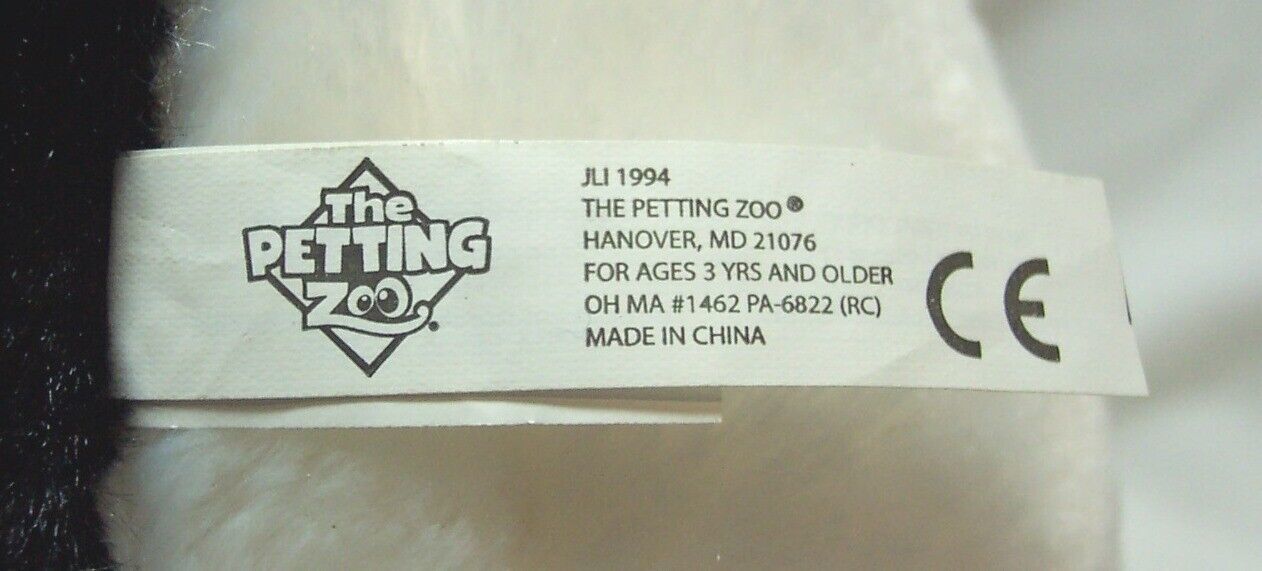 The
PETTING
ZOO®
JLI 1994
THE PETTING ZOO®
HANOVER, MD 21076
FOR AGES 3 YRS AND OLDER
OH MA #1462 PA-6822 (RC)
MADE IN CHINA
CE